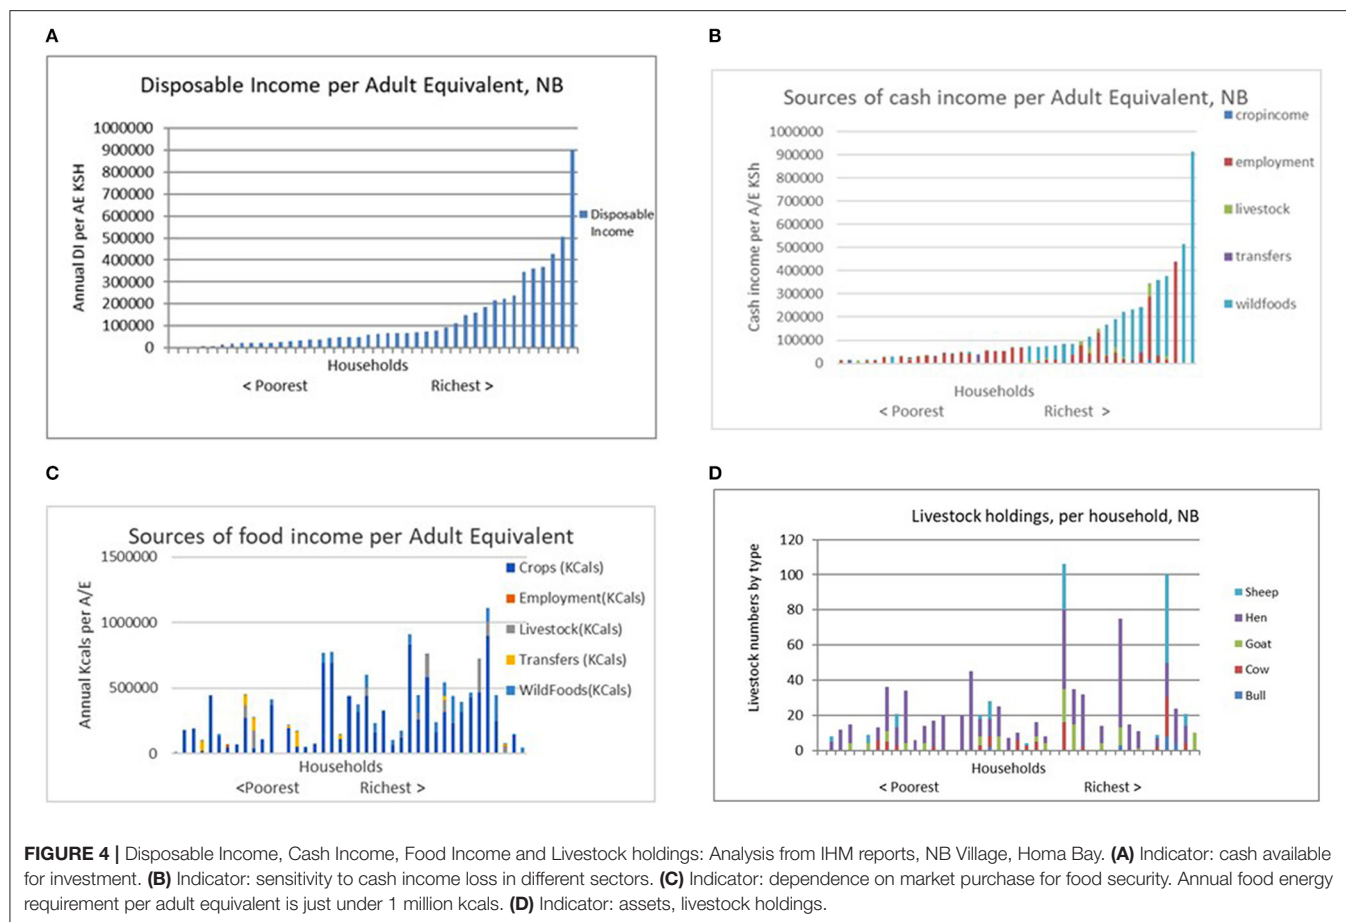 A
Disposable Income per Adult Equivalent, NB
Annual DI per AE KSH
1000000
900000
800000
700000
600000
500000
400000
300000
200000
100000
0
Disposable
Income
Households
< Poorest
Richest >
B
Sources of cash income per Adult Equivalent, NB
Cash income per A/E KSh
1000000
900000
800000
700000
600000
500000
400000
300000
200000
100000
0
cropincome
employment
livestock
transfers
wildfoods
Households
< Poorest
Richest >
C
Sources of food income per Adult Equivalent
Annual Kcals per A/E
1500000
1000000
500000
0
Crops (KCals)
Employment(KCals)
Livestock(KCals)
Transfers (KCals)
WildFoods(KCals)
Households
<Poorest
Richest >
D
Livestock holdings, per household, NB
Livestock numbers by type
120
100
80
60
40
20
0
Sheep
Hen
Goat
Cow
Bull
Households
< Poorest
Richest >
FIGURE 4 | Disposable Income, Cash Income, Food Income and Livestock holdings: Analysis from IHM reports, NB Village, Homa Bay. (A) Indicator: cash available
for investment. (B) Indicator: sensitivity to cash income loss in different sectors. (C) Indicator: dependence on market purchase for food security. Annual food energy
requirement per adult equivalent is just under 1 million kcals. (D) Indicator: assets, livestock holdings.